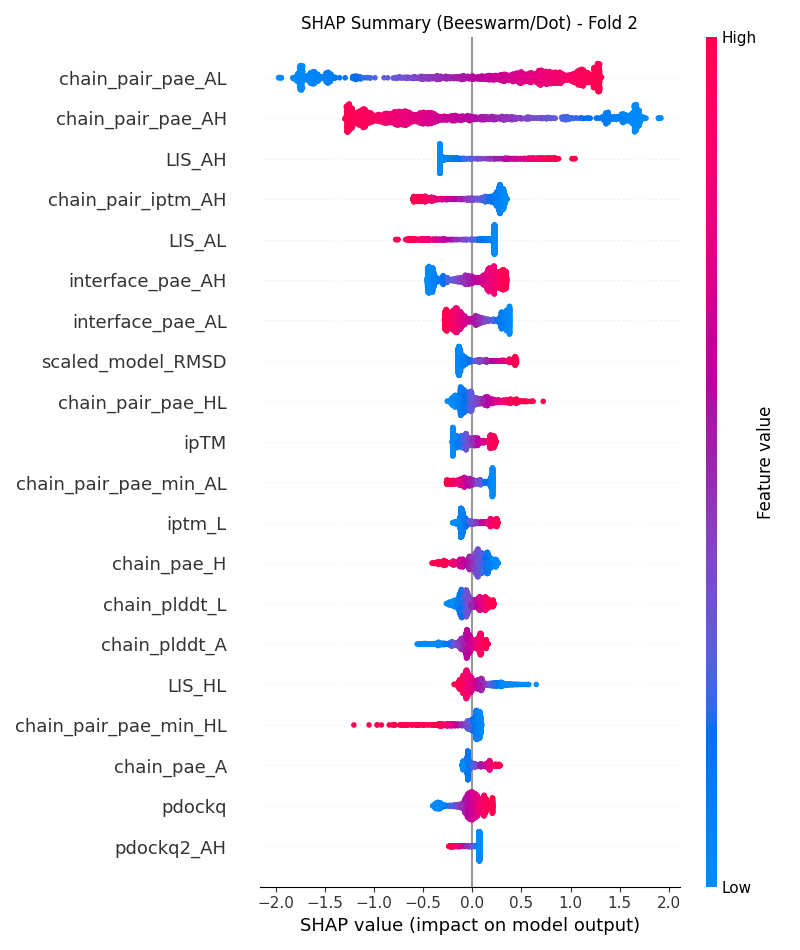 SHAP Summary (Beeswarm/Dot) - Fold 2
High
chain_pair_pae_AL
chain_pair_pae_AH
LIS_AH
chain_pair_iptm_AH
LIS_AL
interface_pae_AH
interface_pae_AL
scaled_model_RMSD
chain_pair_pae_HL
ipTM
chain_pair_pae_min_AL
iptm_L
chain_pae_H
chain_plddt_L
chain_plddt_A
LIS_HL
chain_pair_pae_min_HL
chain_pae_A
pdockq
pdockq2_AH
Feature value
Low
−2.0 −1.5 −1.0 −0.5 0.0 0.5 1.0 1.5 2.0
SHAP value (impact on model output)